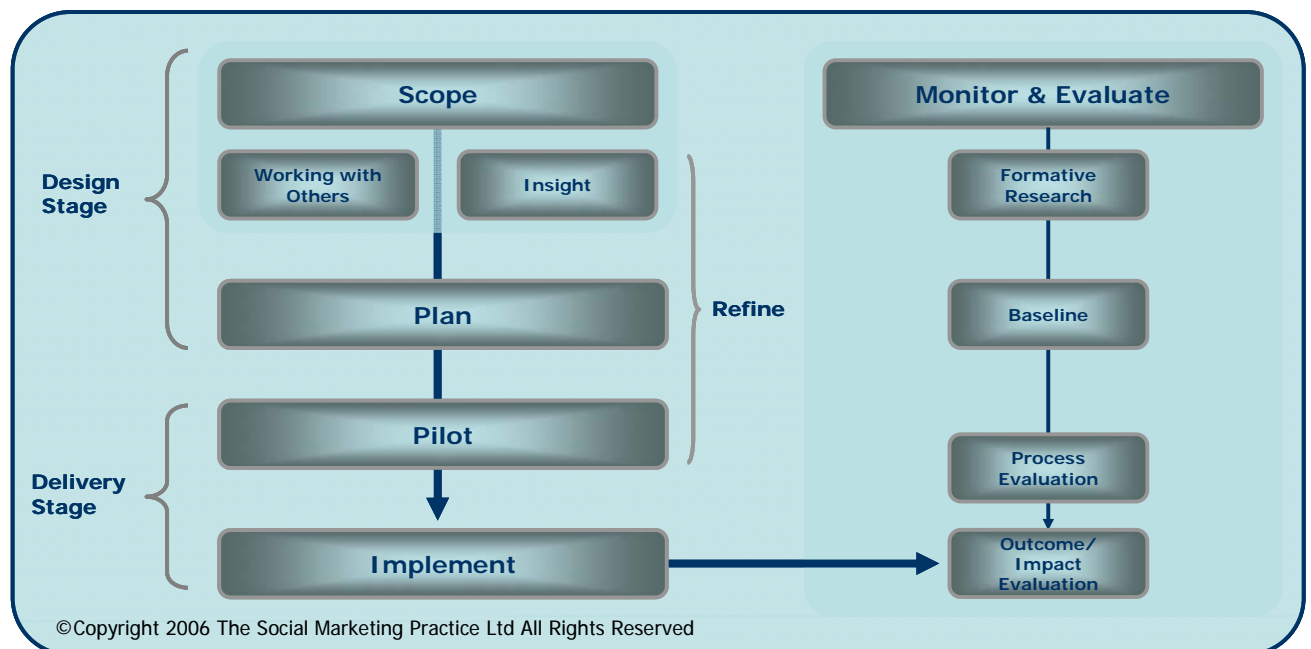 Scope
Monitor & Evaluate
Design
Stage
Working with
Others
Insight
Formative
Research
Plan
Refine
Baseline
Pilot
Delivery
Stage
Process
Evaluation
Implement
Outcome/
Impact
Evaluation
©Copyright 2006 The Social Marketing Practice Ltd All Rights Reserved